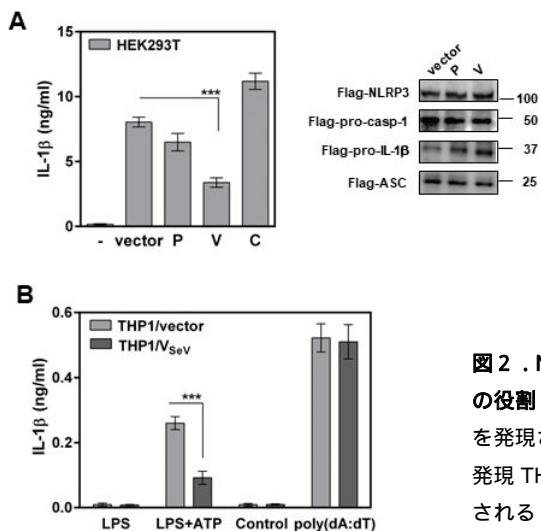 A
HEK293T
IL-1β (ng/ml)
15
10
5
0
***
- vector P V C
vector P V
Flag-NLRP3 100
Flag-pro-casp-1 50
Flag-pro-IL-1β 37
Flag-ASC 25
B
THP1/vector
THP1/VSeV
IL-1β (ng/ml)
0.6
0.4
0.2
0.0
***
LPS LPS+ATP Control poly(dA:dT)
図2．N
の役割
を発現さ
発現 TH
される